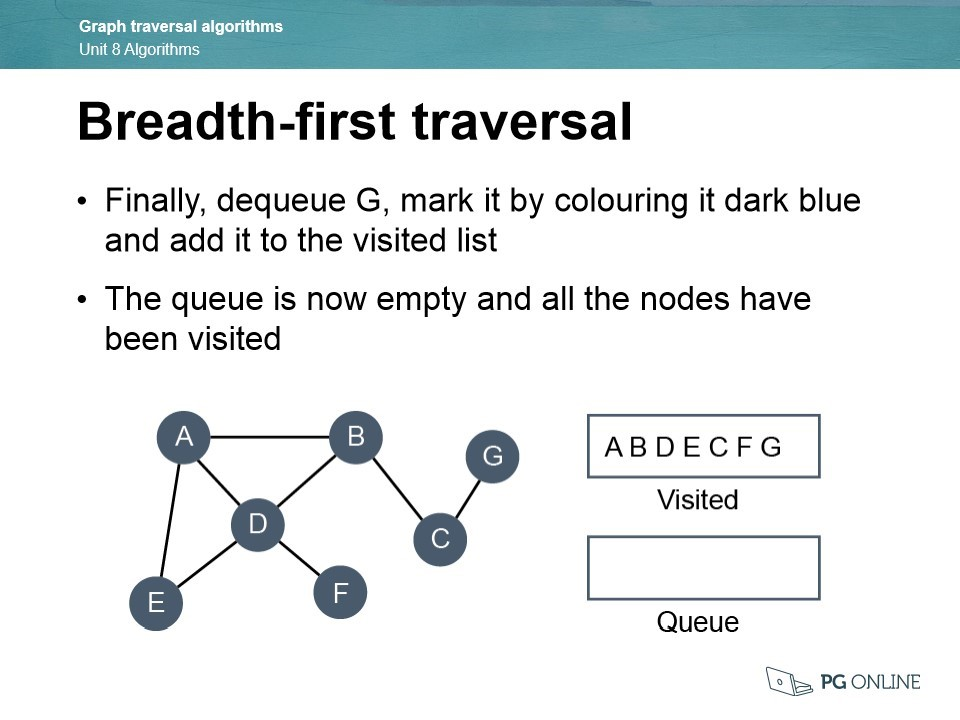 Graph traversal algorithms
Unit 8 Algorithms
Breadth-first traversal
• Finally, dequeue G, mark it by colouring it dark blue
and add it to the visited list
• The queue is now empty and all the nodes have
been visited
A
B
G
D
C
E
F
A B D E C F G
Visited
Queue
PG ONLINE